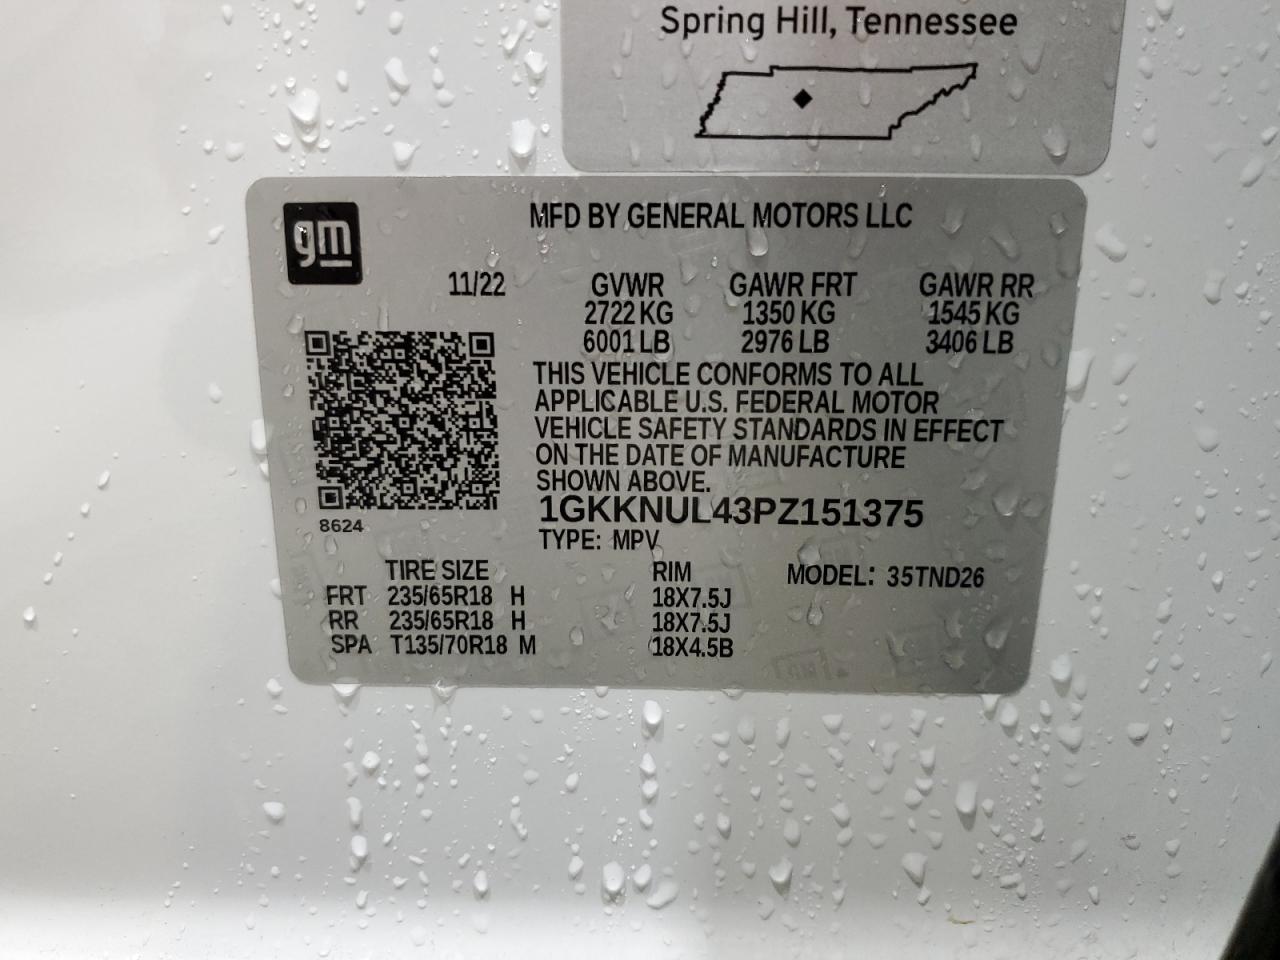 Spring Hill, Tennessee
gm
MFD BY GENERAL MOTORS LLC
11/22 GVWR GAWR FRT GAWR RR
2722 KG 1350 KG 1545 KG
6001 LB 2976 LB 3406 LB
THIS VEHICLE CONFORMS TO ALL
APPLICABLE U.S. FEDERAL MOTOR
VEHICLE SAFETY STANDARDS IN EFFECT
ON THE DATE OF MANUFACTURE
SHOWN ABOVE.
1GKKNUL43PZ151375
8624
TYPE: MPV
TIRE SIZE RIM MODEL: 35TND26
FRT 235/65R18 H 18X7.5J
RR 235/65R18 H 18X7.5J
SPA T135/70R18 M 18X4.5B